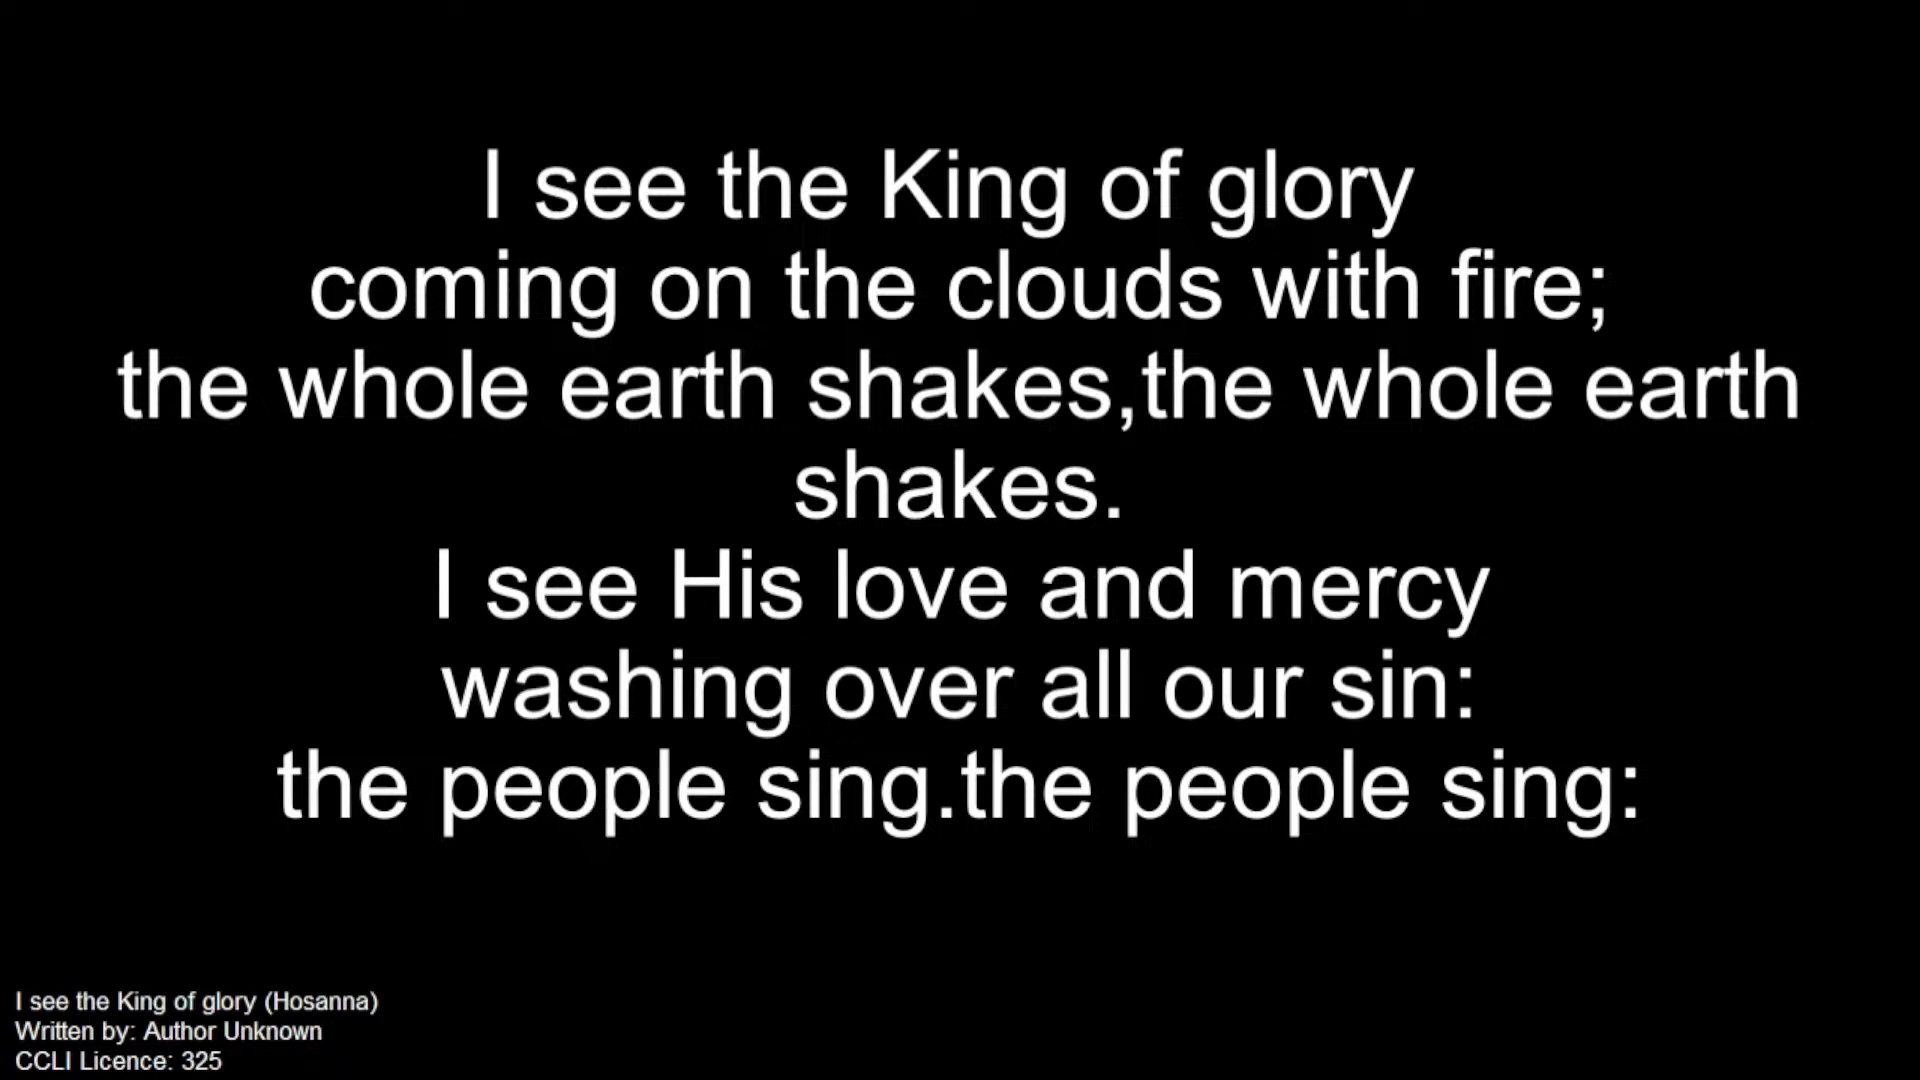 I see the King of glory
coming on the clouds with fire;
the whole earth shakes,the whole earth
shakes.
I see His love and mercy
washing over all our sin:
the people sing.the people sing:
I see the King of glory (Hosanna)
Written by: Author Unknown
CCLI Licence: 325